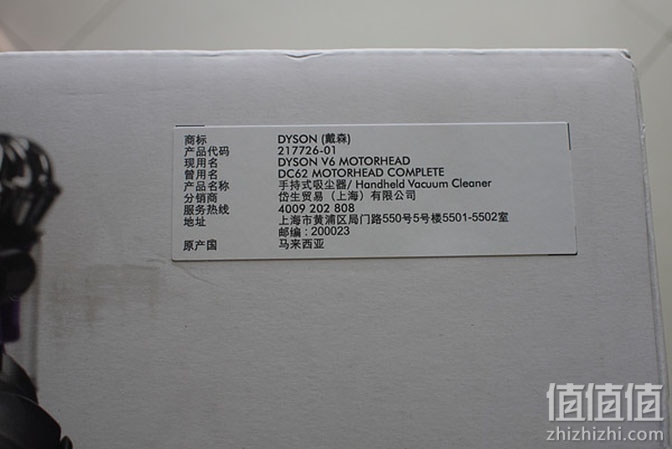 商标 DYSON (戴森)
产品代码 217726-01
现用名 DYSON V6 MOTORHEAD
曾用名 DC62 MOTORHEAD COMPLETE
产品名称 手持式吸尘器/ Handheld Vacuum Cleaner
分销商 岱生贸易（上海）有限公司
服务热线 4009 202 808
地址 上海市黄浦区局门路550号5号楼5501-5502室
邮编：200023
原产国 马来西亚
值值值
zhizhizhi.com